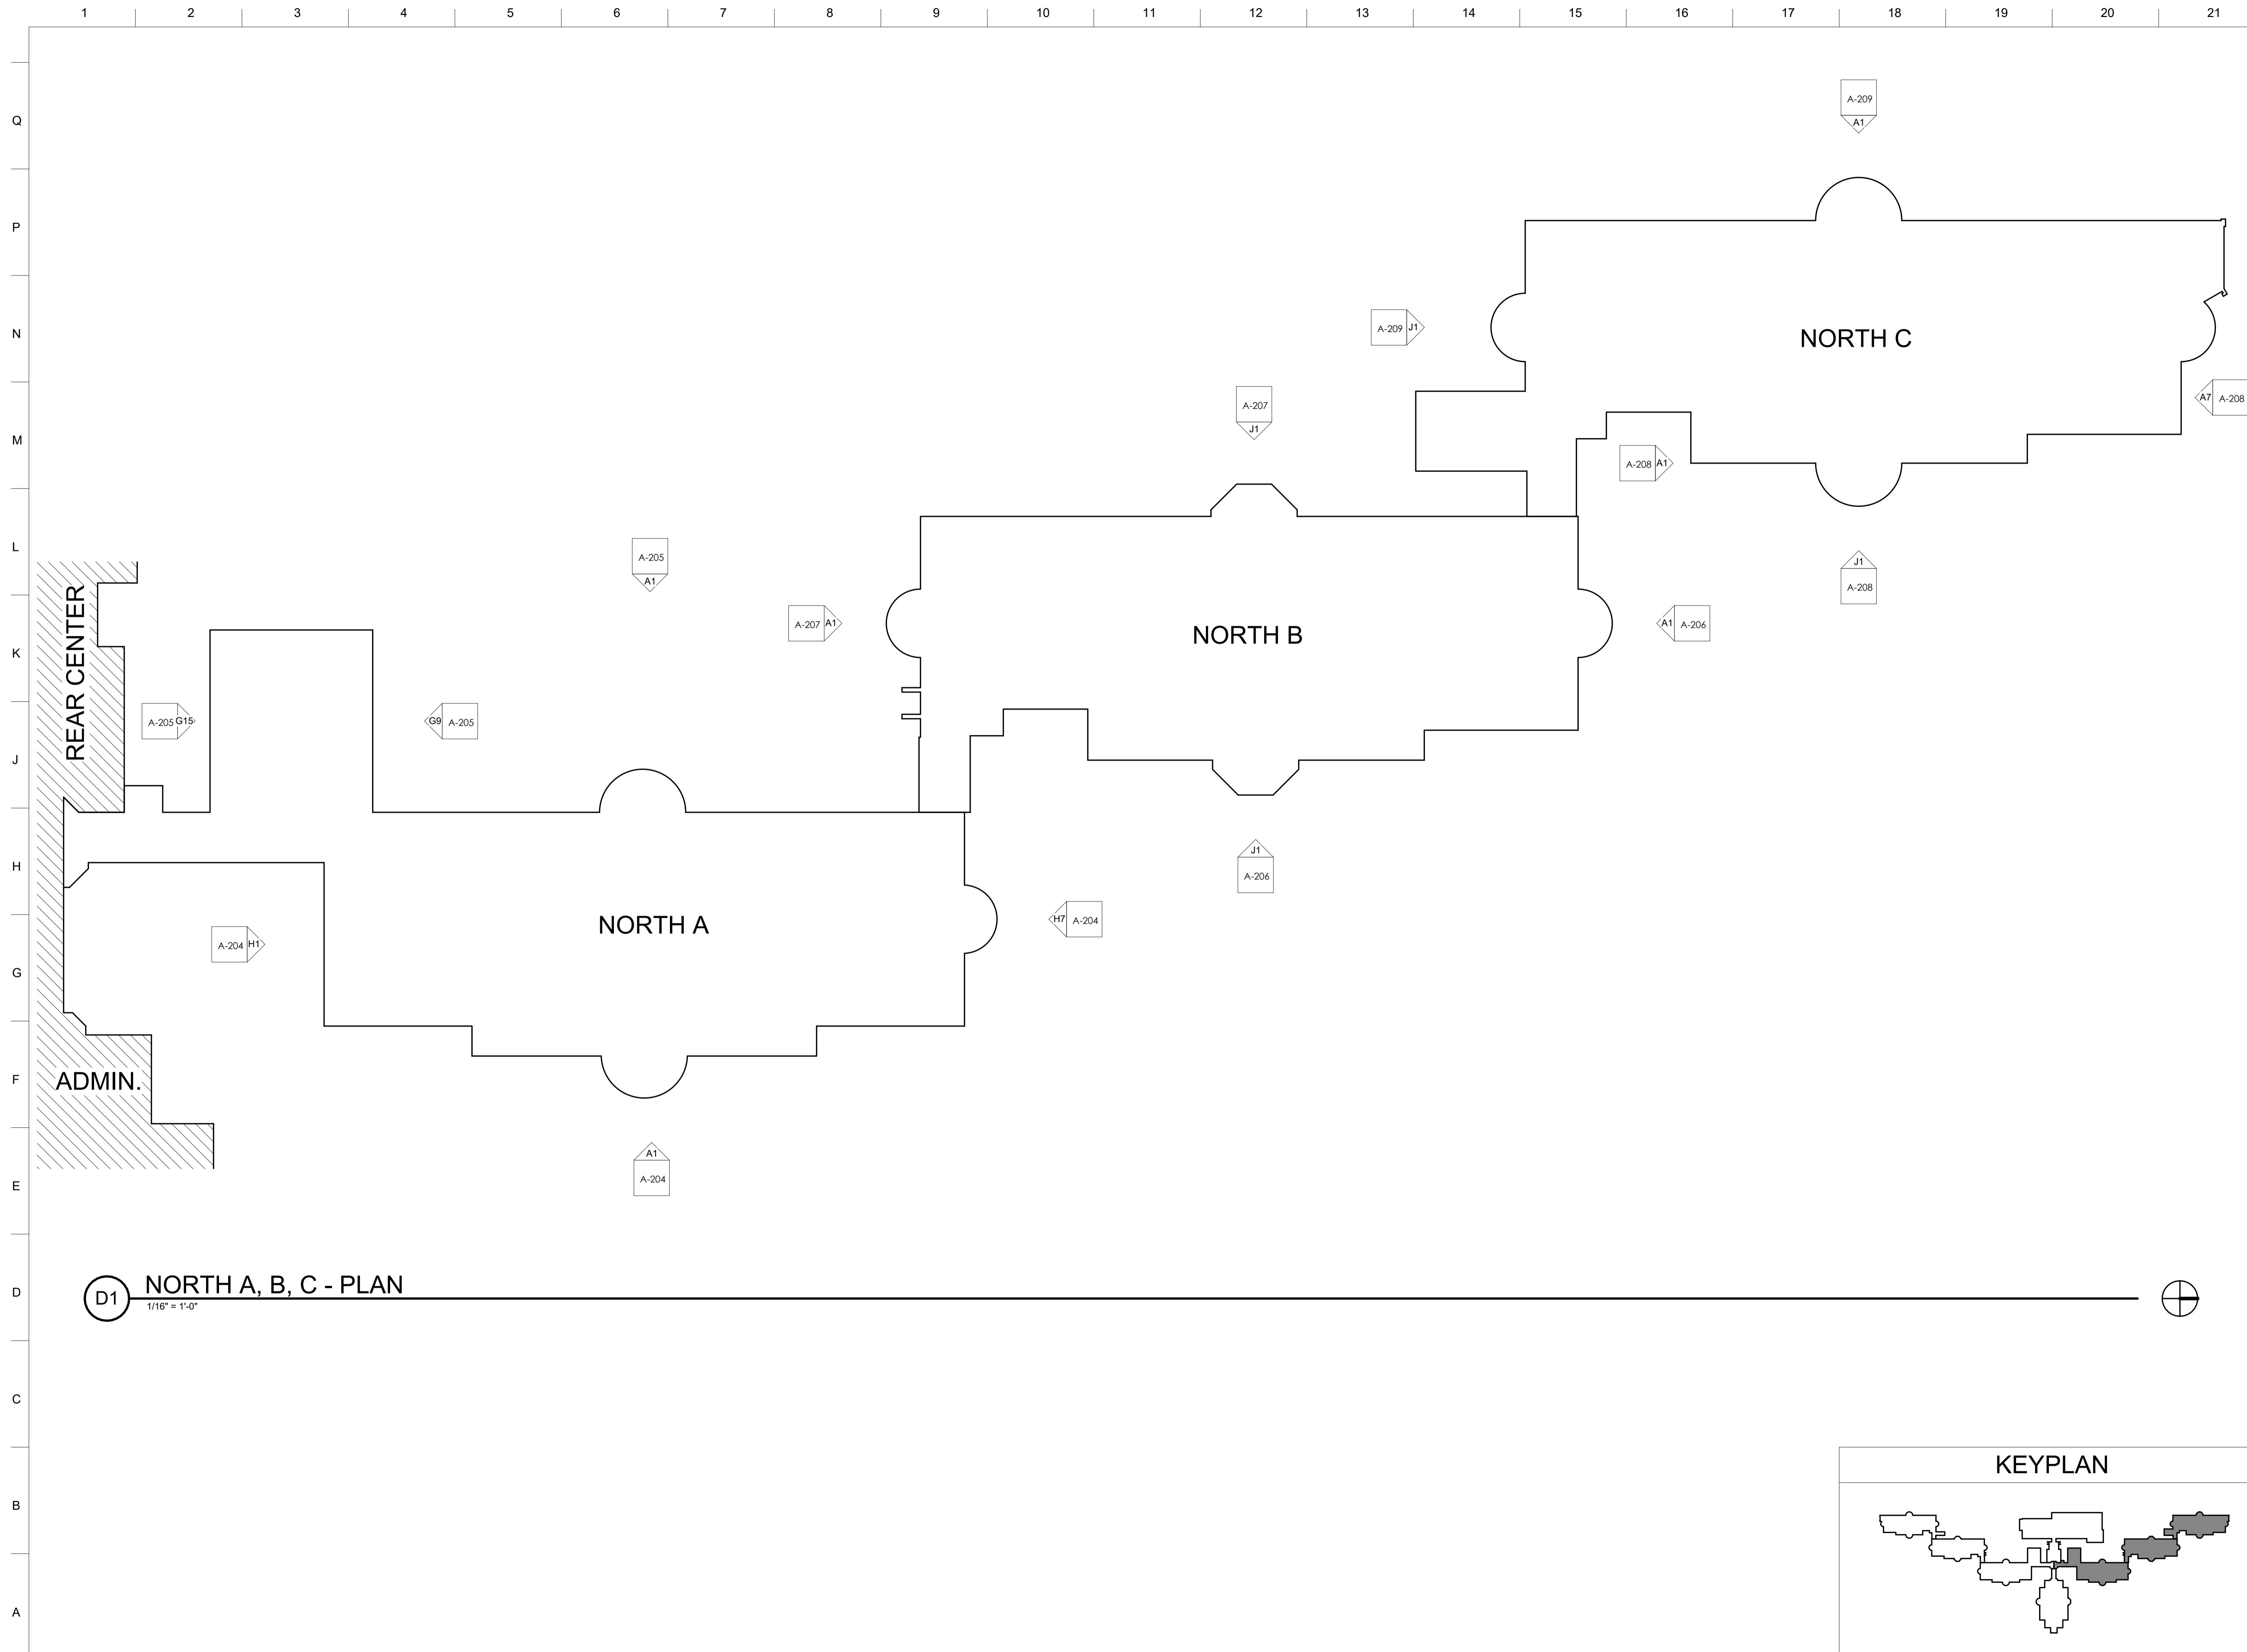 1 2 3 4 5 6 7 8 9 10 11 12 13 14 15 16 17 18 19 20 21
A-209
Q
A1
P
A-209 J1
N
NORTH C
A-207
J1
A7 A-208
M
A-208 A1
A-205
A1
L
J1
A-208
REAR CENTER
A-207 A1
NORTH B
A1 A-206
K
A-205 G15
G9 A-205
J
J1
A-206
H
NORTH A
H7 A-204
A-204 H1
G
ADMIN.
F
A1
A-204
E
D
D1
NORTH A, B, C - PLAN
1/16" = 1'-0"
C
KEYPLAN
B
A